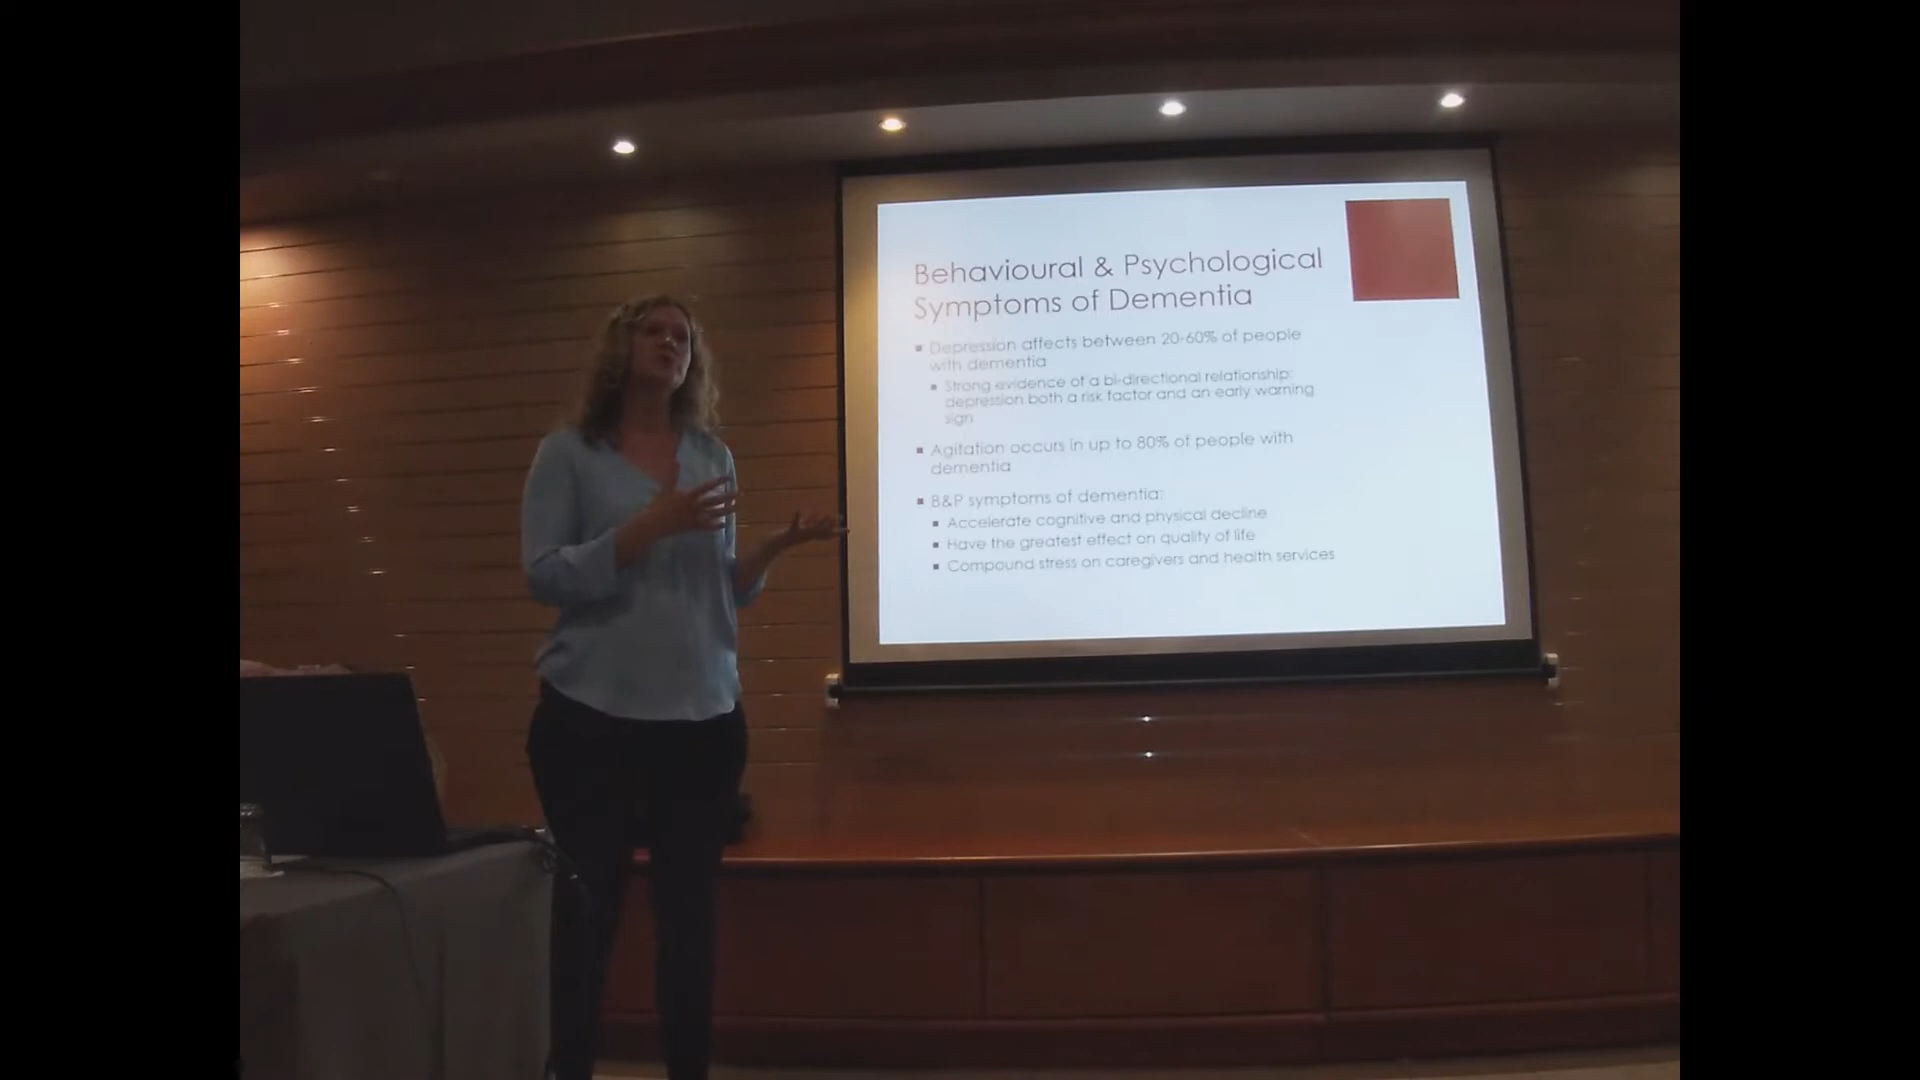 Behavioural & Psychological
Symptoms of Dementia
Depression affects between 20-60% of people
with dementia
Strong evidence of a bi-directional relationship:
depression both a risk factor and an early warning
sign
Agitation occurs in up to 80% of people with
dementia
B&P symptoms of dementia:
Accelerate cognitive and physical decline
Have the greatest effect on quality of life
Compound stress on caregivers and health services